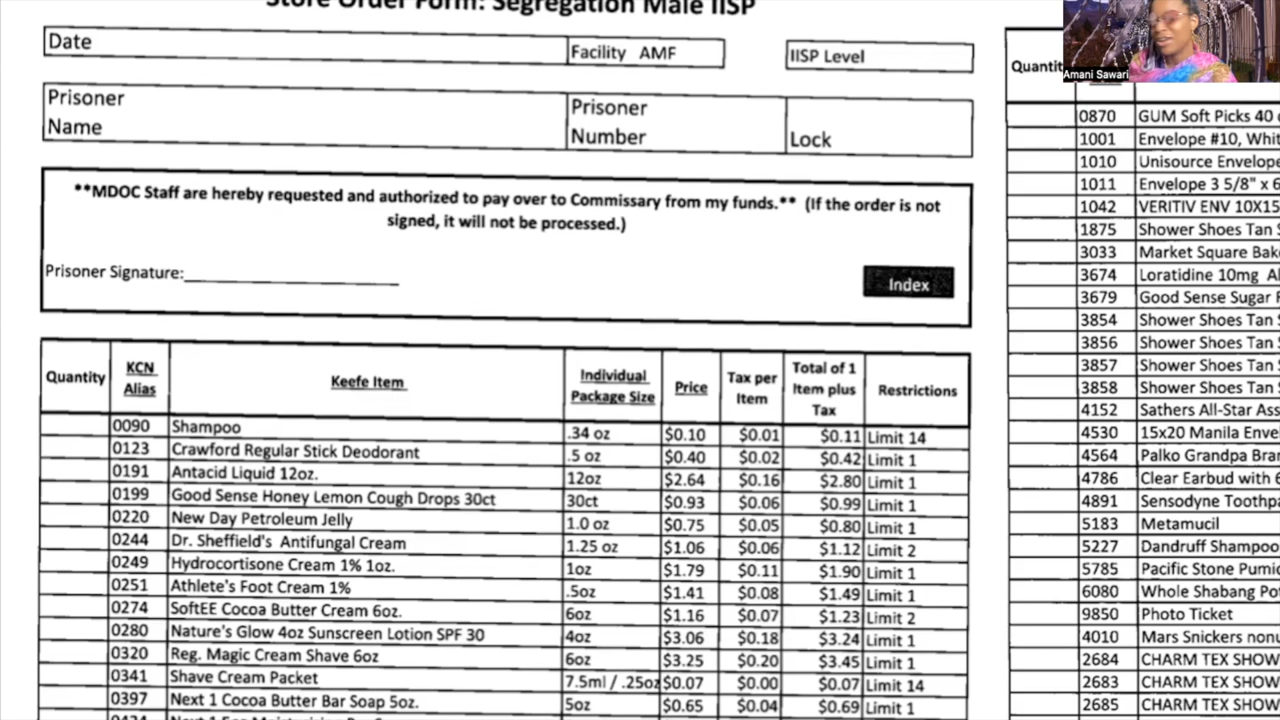 Store Order Form: Segregation Male IISP
Date
Facility AMF
IISP Level
Prisoner
Name
Prisoner
Number
Lock
**MDOC Staff are hereby requested and authorized to pay over to Commissary from my funds.** (If the order is not
signed, it will not be processed.)
Prisoner Signature:
Index
Quantity KCN Alias Keefe Item Individual Package Size Price Tax per Item Total of 1 Item plus Tax Restrictions
0090 Shampoo .34 oz $0.10 $0.01 $0.11 Limit 14
0123 Crawford Regular Stick Deodorant .5 oz $0.40 $0.02 $0.42 Limit 1
0191 Antacid Liquid 12oz. 12oz $2.64 $0.16 $2.80 Limit 1
0199 Good Sense Honey Lemon Cough Drops 30ct 30ct $0.93 $0.06 $0.99 Limit 1
0220 New Day Petroleum Jelly 1.0 oz $0.75 $0.05 $0.80 Limit 1
0244 Dr. Sheffield's Antifungal Cream 1.25 oz $1.06 $0.06 $1.12 Limit 2
0249 Hydrocortisone Cream 1% 1oz. 1oz $1.79 $0.11 $1.90 Limit 1
0251 Athlete's Foot Cream 1% .5oz $1.41 $0.08 $1.49 Limit 1
0274 SoftEE Cocoa Butter Cream 6oz. 6oz $1.16 $0.07 $1.23 Limit 2
0280 Nature's Glow 4oz Sunscreen Lotion SPF 30 4oz $3.06 $0.18 $3.24 Limit 1
0320 Reg. Magic Cream Shave 6oz 6oz $3.25 $0.20 $3.45 Limit 1
0341 Shave Cream Packet 7.5ml / .25oz $0.07 $0.00 $0.07 Limit 14
0397 Next 1 Cocoa Butter Bar Soap 5oz. 5oz $0.65 $0.04 $0.69 Limit 1
Amani Sawari
0870 GUM Soft Picks 40
1001 Envelope #10,
1010 Unisource
1011 Envelope 3 5/8" x
1042 VERITIV ENV
1875 Shower Shoes Tan
3033 Market Square
3674 Loratidine 10mg
3679 Good Sense Sugar
3854 Shower Shoes Tan
3856 Shower Shoes Tan
3857 Shower Shoes Tan
3858 Shower Shoes Tan
4152 Sathers All-Star
4530 15x20 Manila
4564 Palko Grandpa
4786 Clear Earbud with
4891 Sensodyne
5183 Metamucil
5227 Dandruff
5785 Pacific Stone
6080 Whole Shabang
9850 Photo Ticket
4010 Mars Snickers
2684 CHARM TEX
2683 CHARM TEX
2685 CHARM TEX